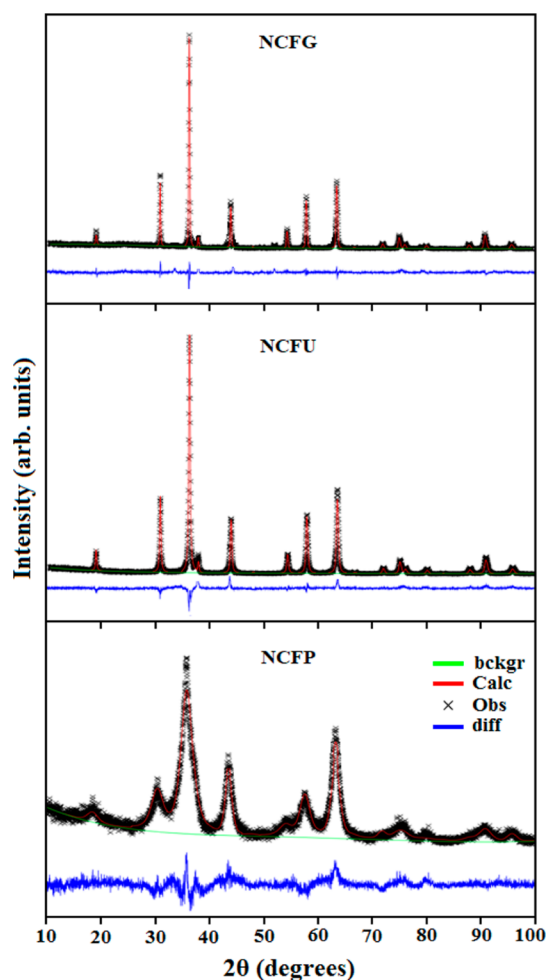 NCFG
NCFU
Intensity (arb. units)
NCFP
bckgr
Calc
Obs
diff
10 20 30 40 50 60 70 80 90 100
2θ (degrees)